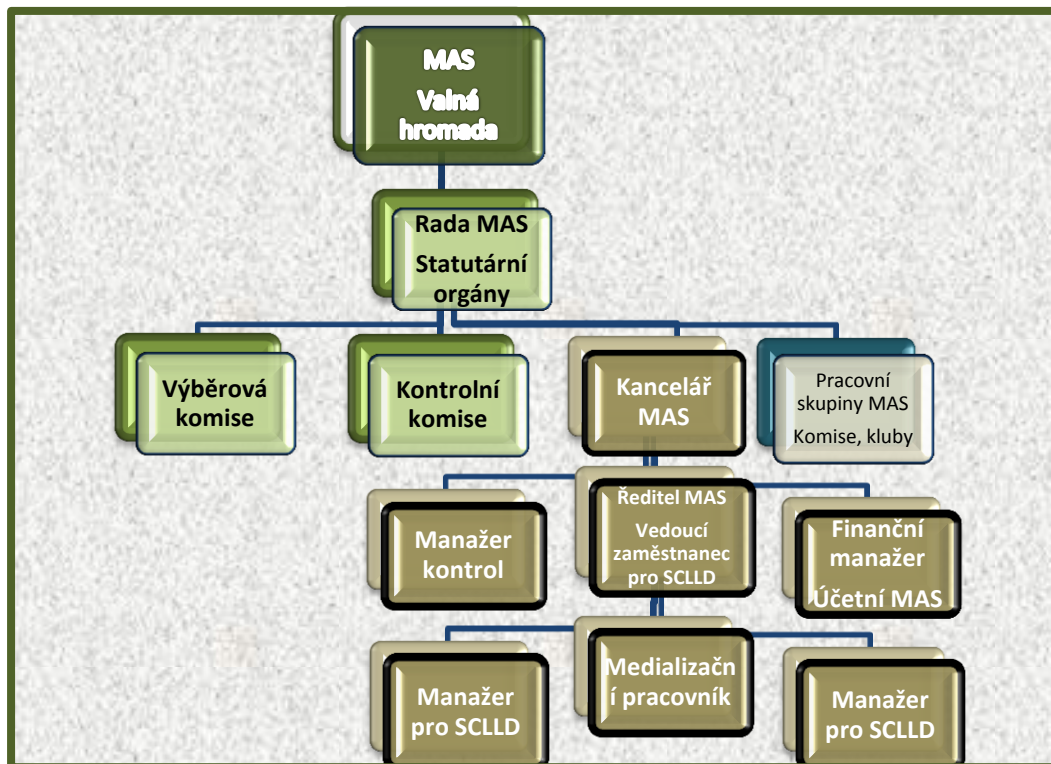 MAS
Valná
hromada
Rada MAS
Statutární
orgány
Výběrová
komise
Kontrolní
komise
Kancelář
MAS
Pracovní
skupiny MAS
Komise, kluby
Manažer
kontrol
Ředitel MAS
Vedoucí
zaměstnanec
pro SCLLD
Finanční
manažer
Účetní MAS
Manažer
pro SCLLD
Medializačn
í pracovník
Manažer
pro SCLLD